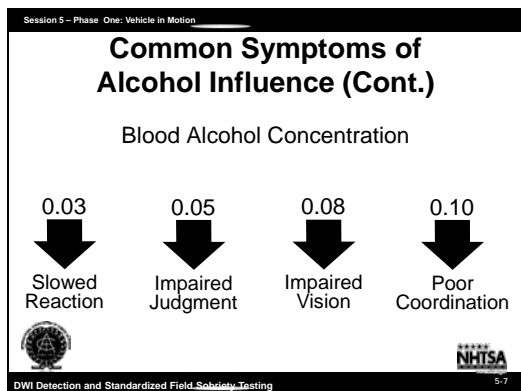 Session 5 – Phase One: Vehicle in Motion
Common Symptoms of
Alcohol Influence (Cont.)
Blood Alcohol Concentration
0.03 0.05 0.08 0.10
Slowed Impaired Impaired Poor
Reaction Judgment Vision Coordination
NHTSA
DWI Detection and Standardized Field Sobriety Testing
5-7